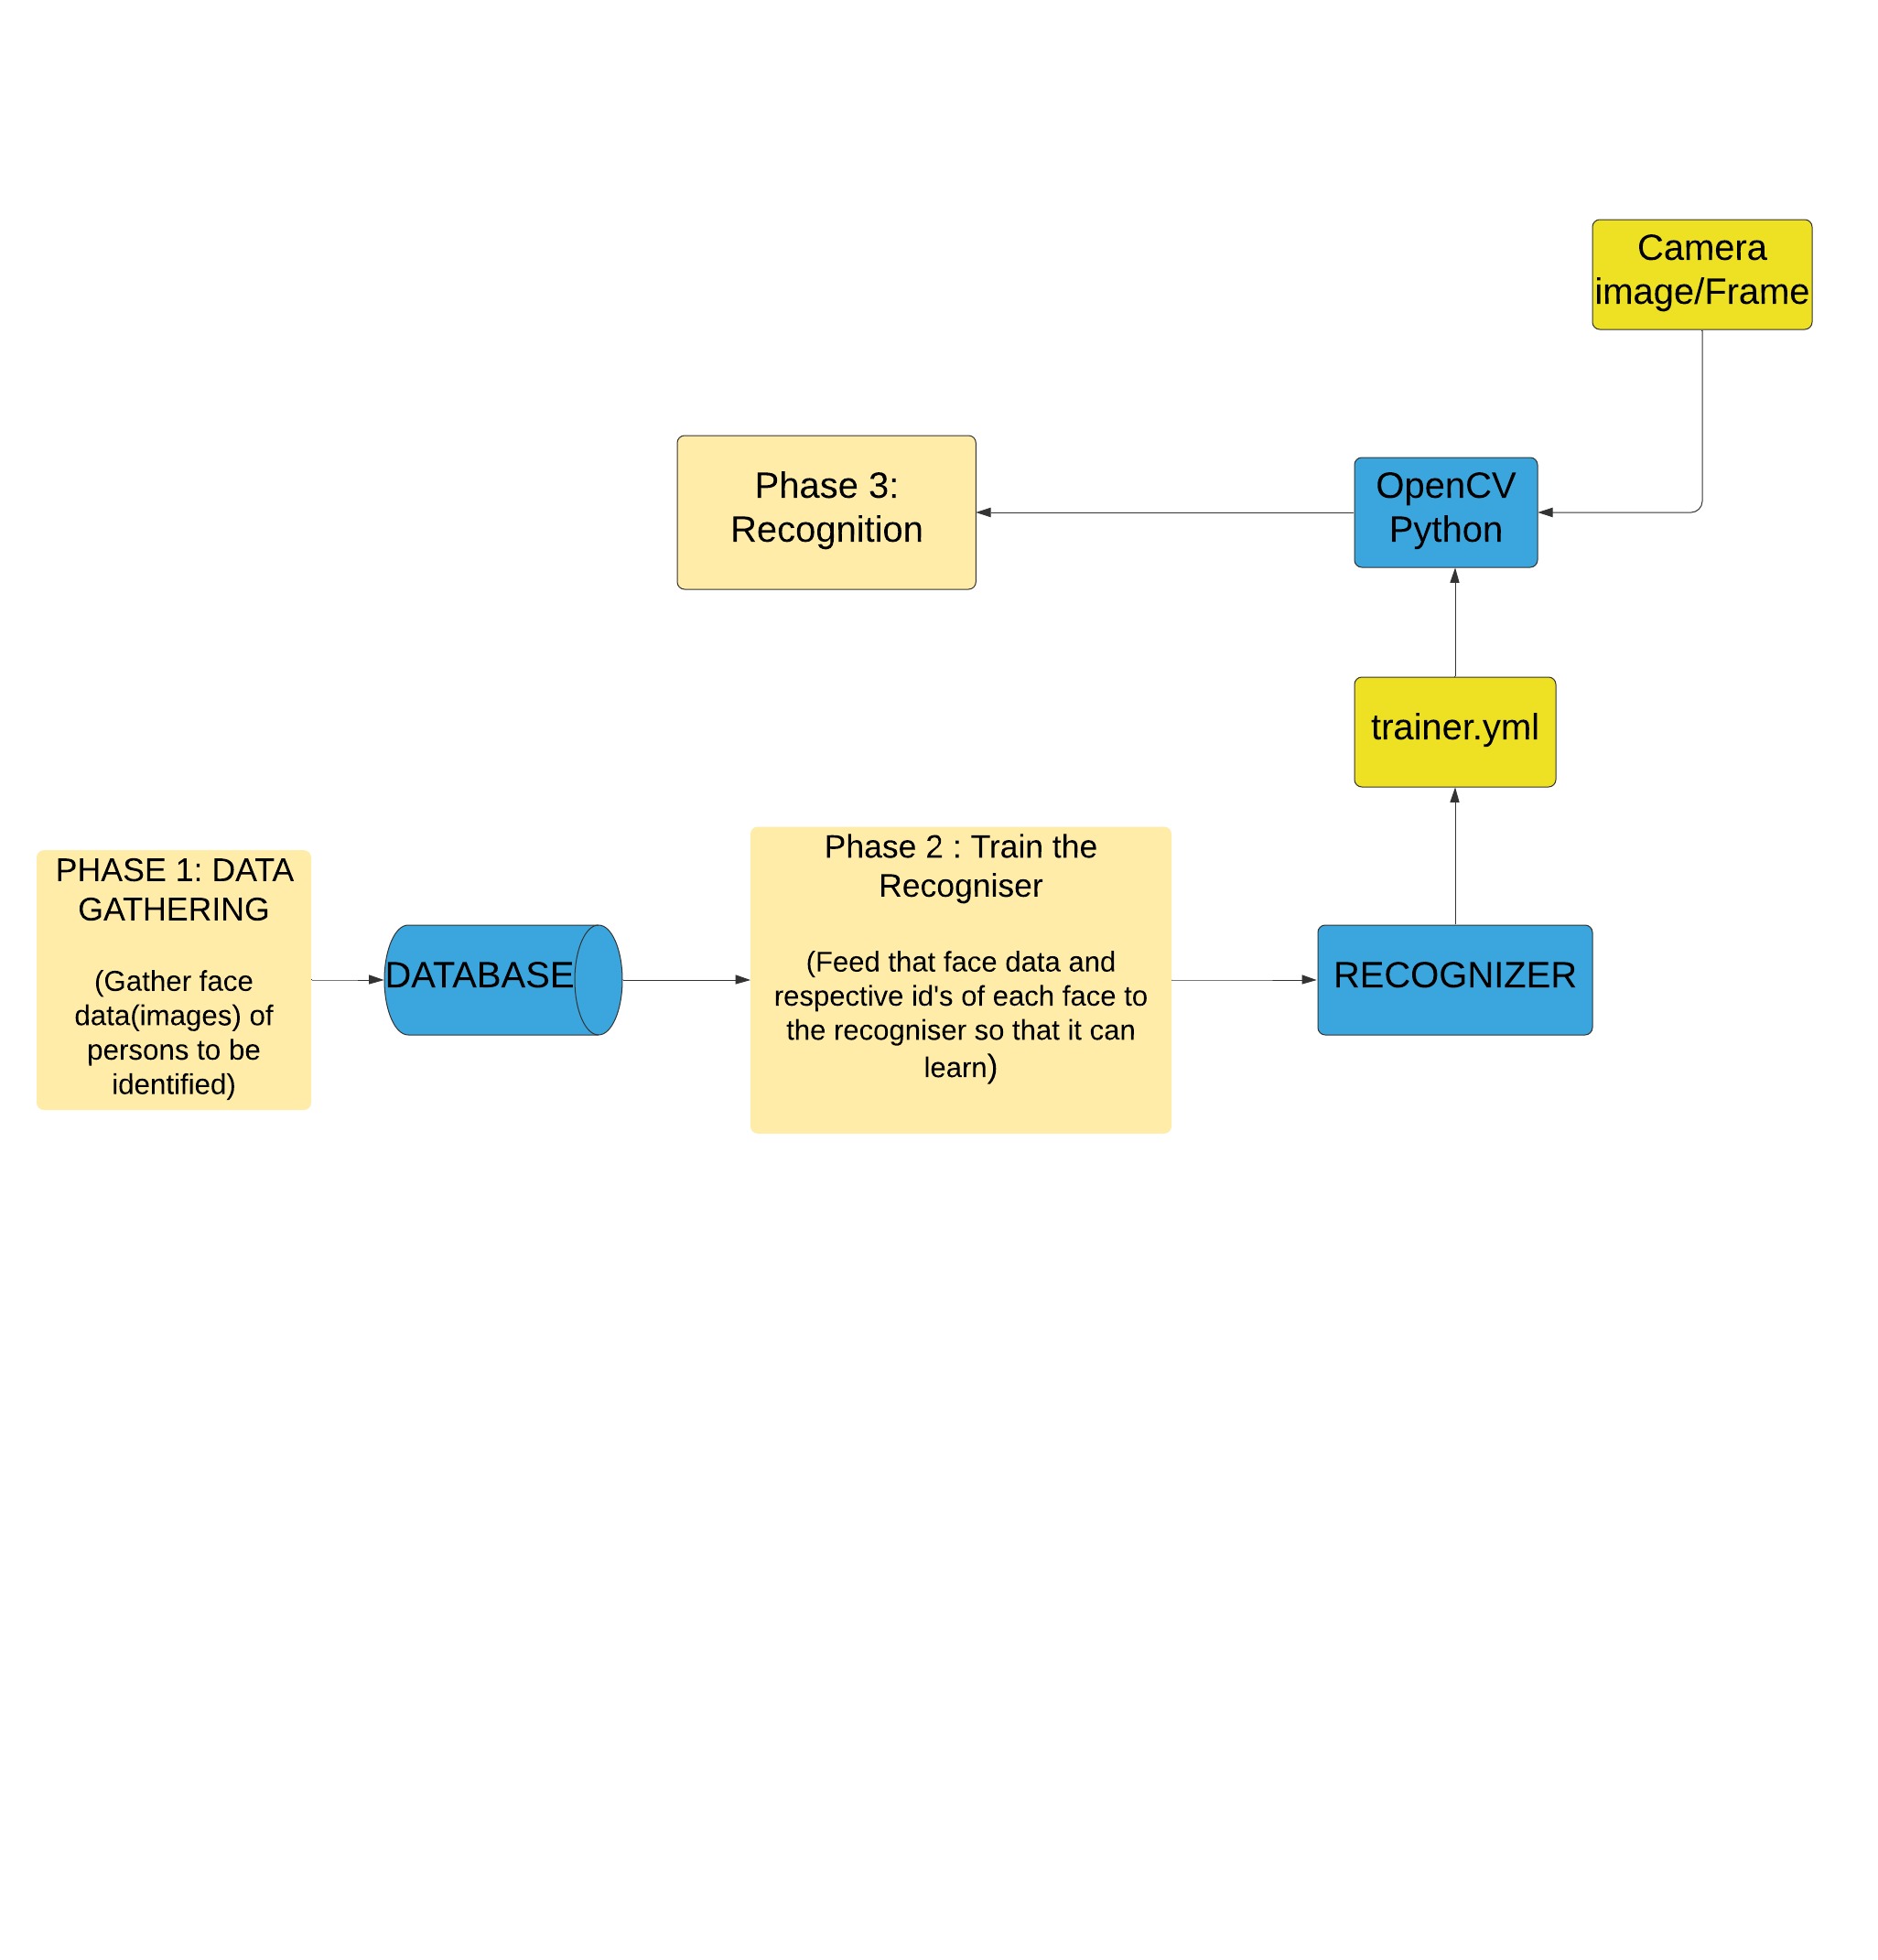 Camera
image/Frame
Phase 3:
Recognition
OpenCV
Python
trainer.yml
PHASE 1: DATA
GATHERING
(Gather face
data(images) of
persons to be
identified)
DATABASE
Phase 2 : Train the
Recogniser
(Feed that face data and
respective id's of each face to
the recogniser so that it can
learn)
RECOGNIZER